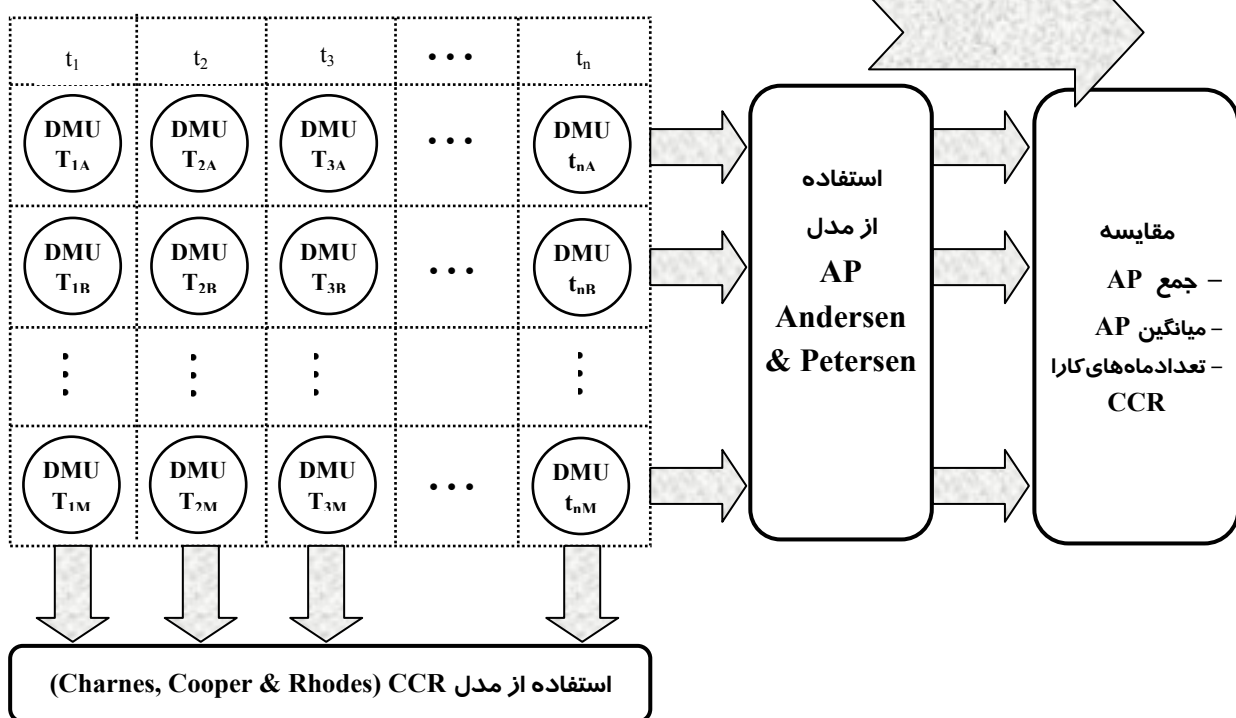 t1 t2 t3 • • • tn
DMU DMU DMU DMU
T1A T2A T3A • • • tnA
DMU DMU DMU DMU
T1B T2B T3B • • • tnB
DMU DMU DMU DMU
T1M T2M T3M • • • tnM
استفاده
از مدل
AP
Andersen
& Petersen
مقایسه
– جمع AP
– میانگین AP
– تعداد ماه‌های کارا
CCR
استفاده از مدل CCR (Charnes, Cooper & Rhodes)